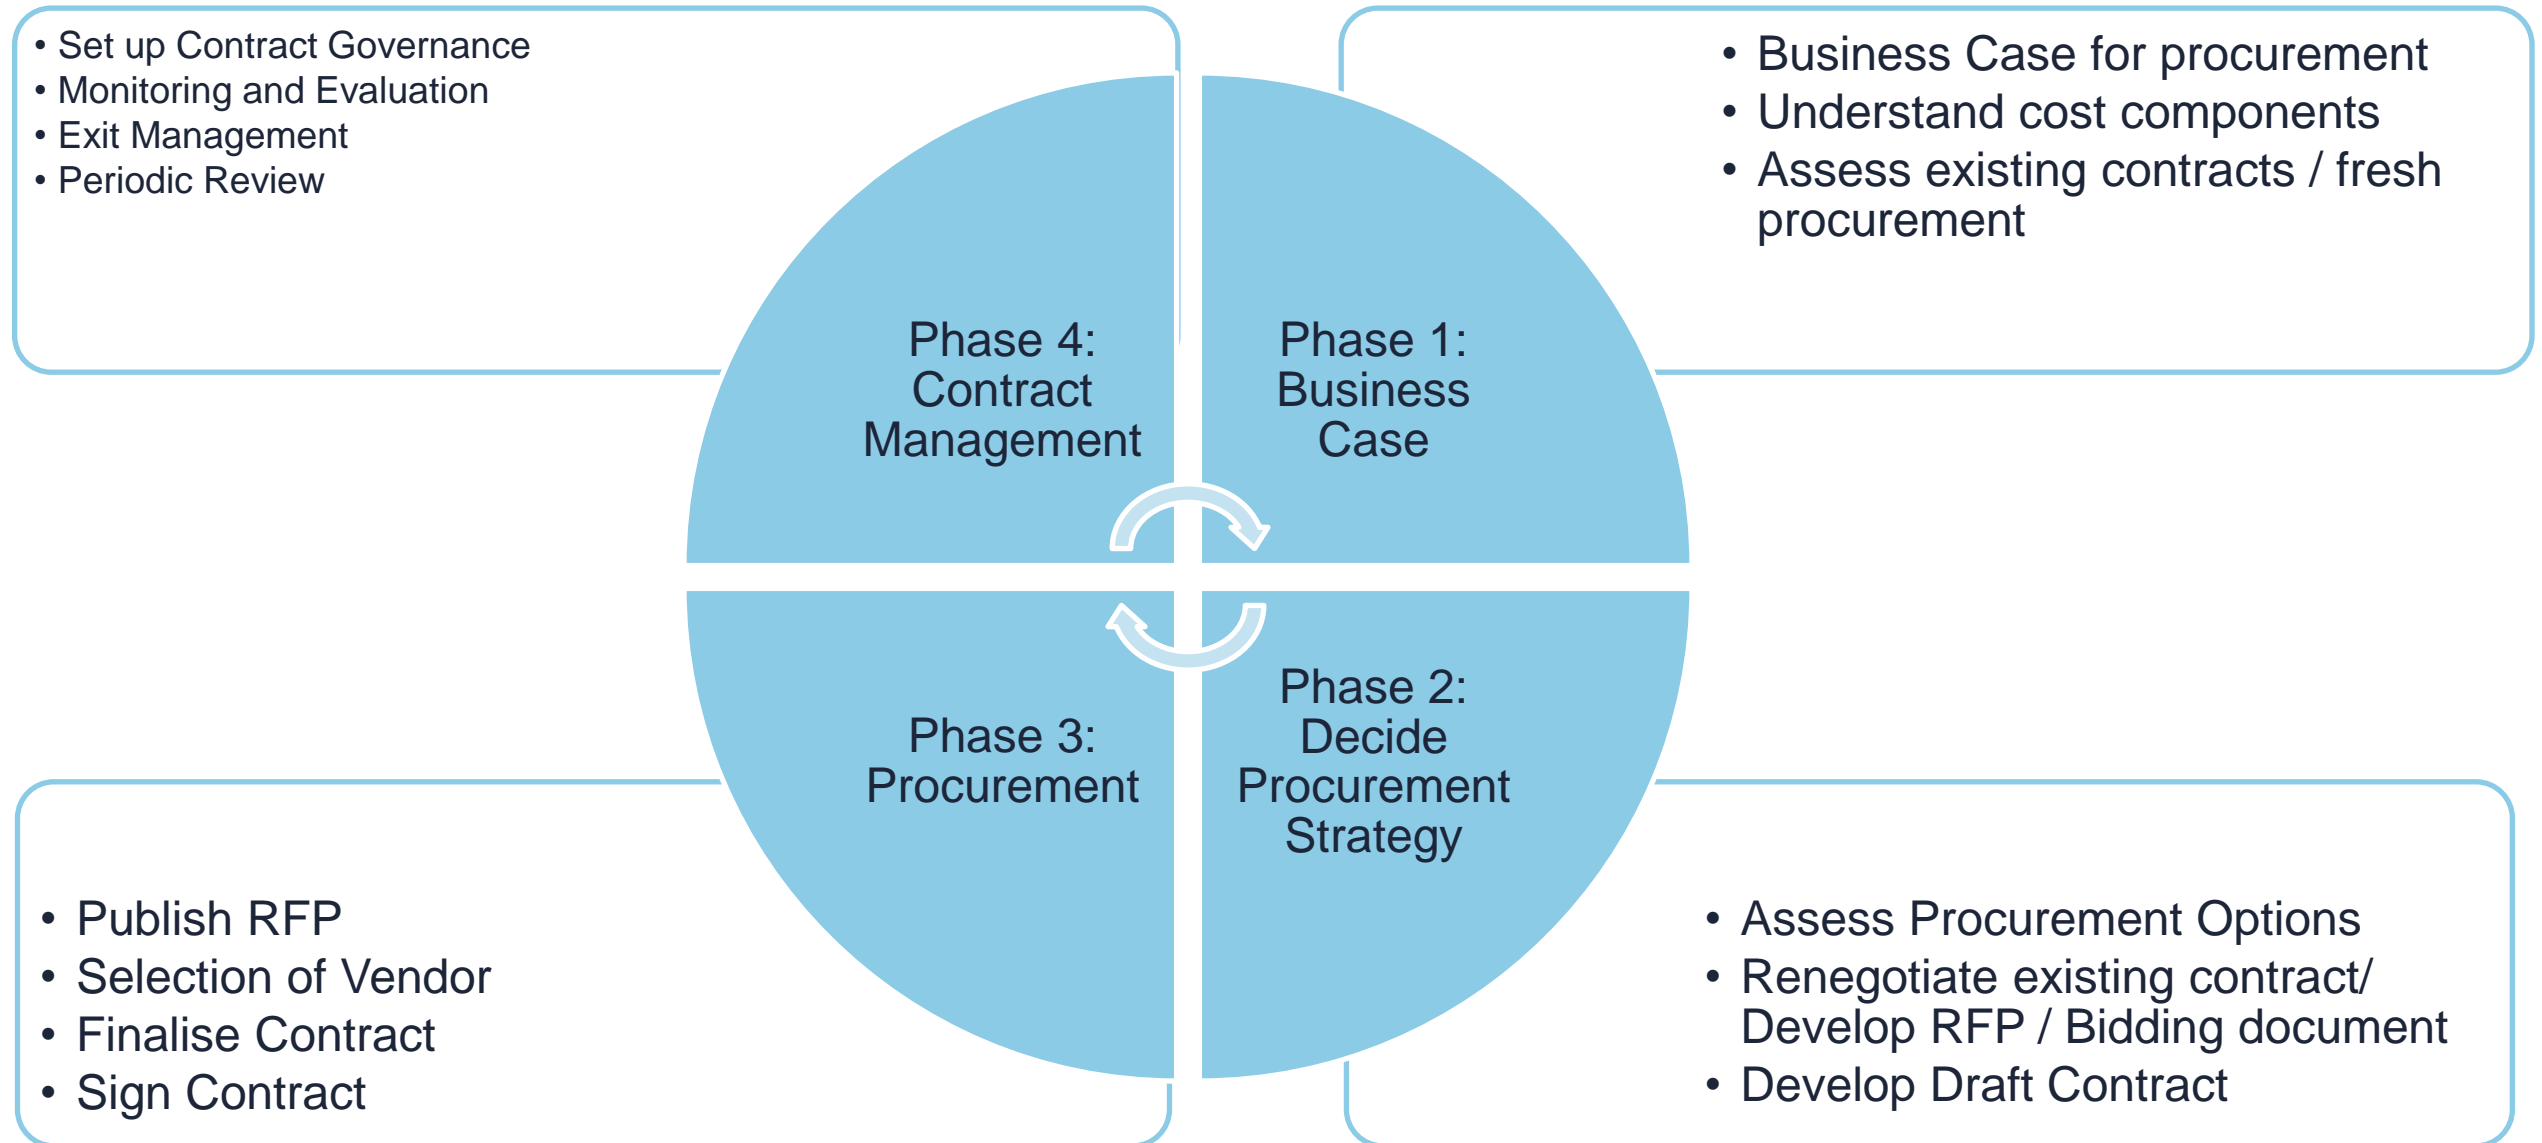 • Set up Contract Governance
• Monitoring and Evaluation
• Exit Management
• Periodic Review
• Business Case for procurement
• Understand cost components
• Assess existing contracts / fresh
procurement
Phase 4:
Contract
Management
Phase 1:
Business
Case
Phase 3:
Procurement
Phase 2:
Decide
Procurement
Strategy
• Publish RFP
• Selection of Vendor
• Finalise Contract
• Sign Contract
• Assess Procurement Options
• Renegotiate existing contract/
Develop RFP / Bidding document
• Develop Draft Contract